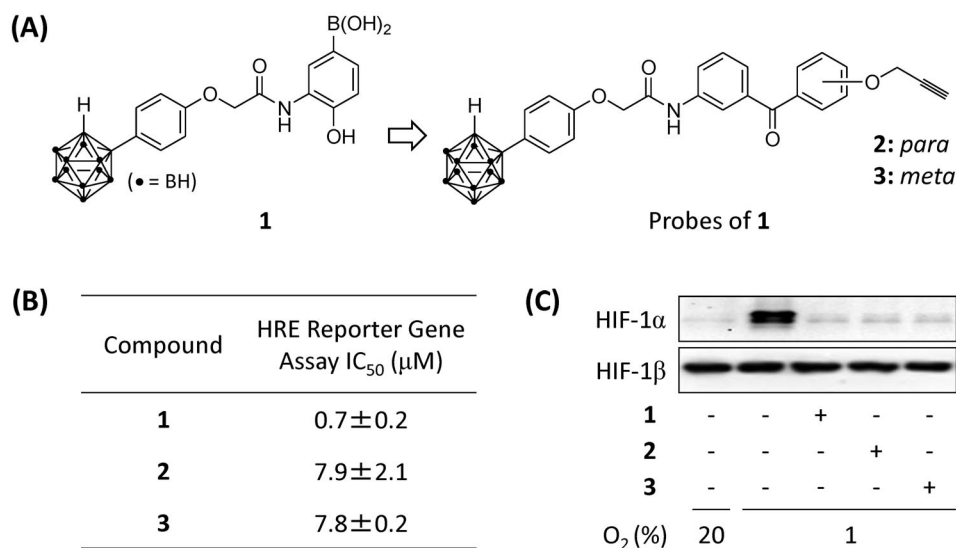 (A)
B(OH)2
O
O
N
H
OH
H
(● = BH)
1
H
O
O
N
H
O
O
2: para
3: meta
Probes of 1
(B)
Compound
HRE Reporter Gene
Assay IC50 (μM)
1 0.7±0.2
2 7.9±2.1
3 7.8±0.2
(C)
HIF-1α
HIF-1β
1 - - + - -
2 - - - + -
3 - - - - +
O2 (%) 20 1